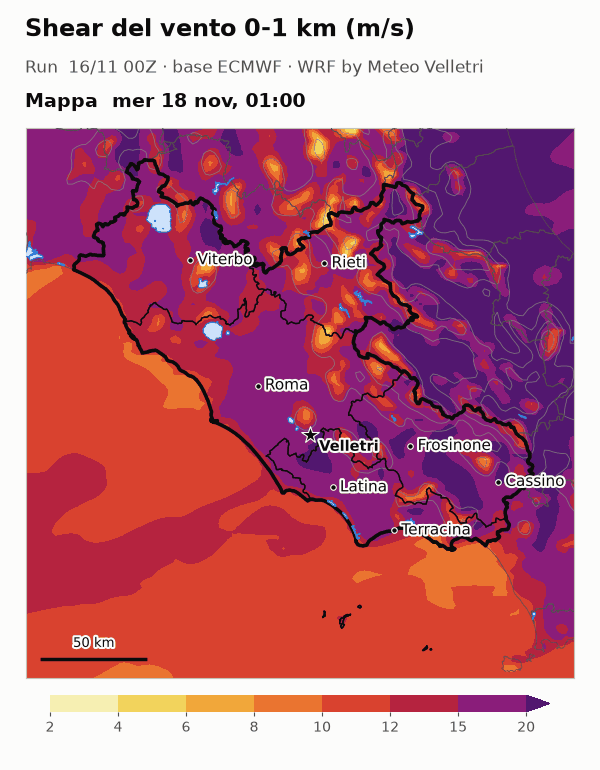 Shear del vento 0-1 km (m/s)
Run  16/11 00Z · base ECMWF · WRF by Meteo Velletri
Mappa  mer 18 nov, 01:00
Viterbo
Rieti
Roma
Velletri
Frosinone
Latina
Cassino
Terracina
50 km
2 4 6 8 10 12 15 20